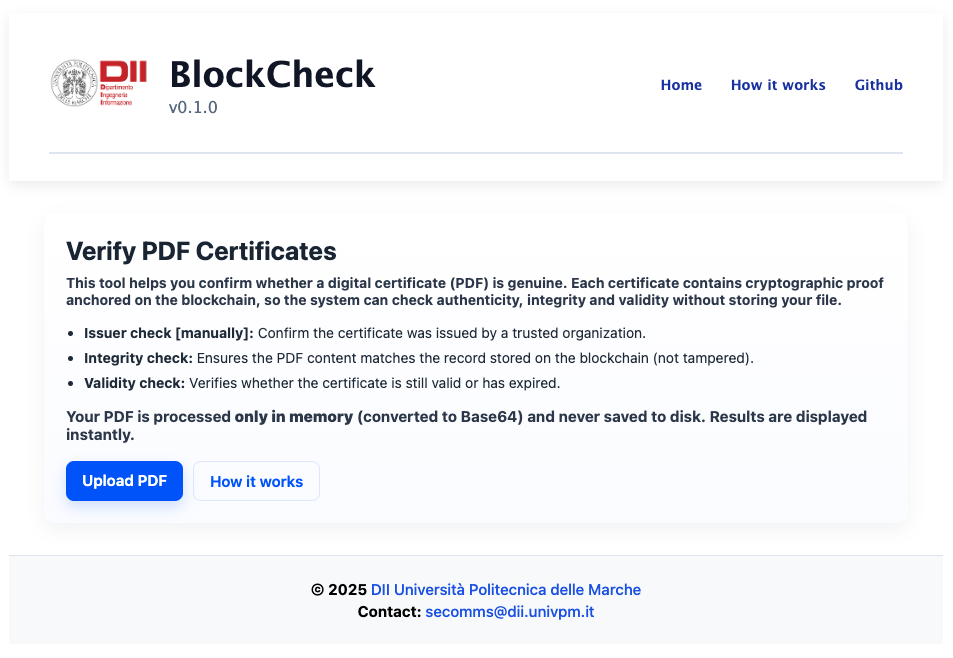 DII
Dipartimento
Ingegneria
Informazione
BlockCheck
v0.1.0
Home
How it works
Github
Verify PDF Certificates
This tool helps you confirm whether a digital certificate (PDF) is genuine. Each certificate contains cryptographic proof
anchored on the blockchain, so the system can check authenticity, integrity and validity without storing your file.
• Issuer check [manually]: Confirm the certificate was issued by a trusted organization.
• Integrity check: Ensures the PDF content matches the record stored on the blockchain (not tampered).
• Validity check: Verifies whether the certificate is still valid or has expired.
Your PDF is processed only in memory (converted to Base64) and never saved to disk. Results are displayed
instantly.
Upload PDF
How it works
© 2025 DII Università Politecnica delle Marche
Contact: secomms@dii.univpm.it